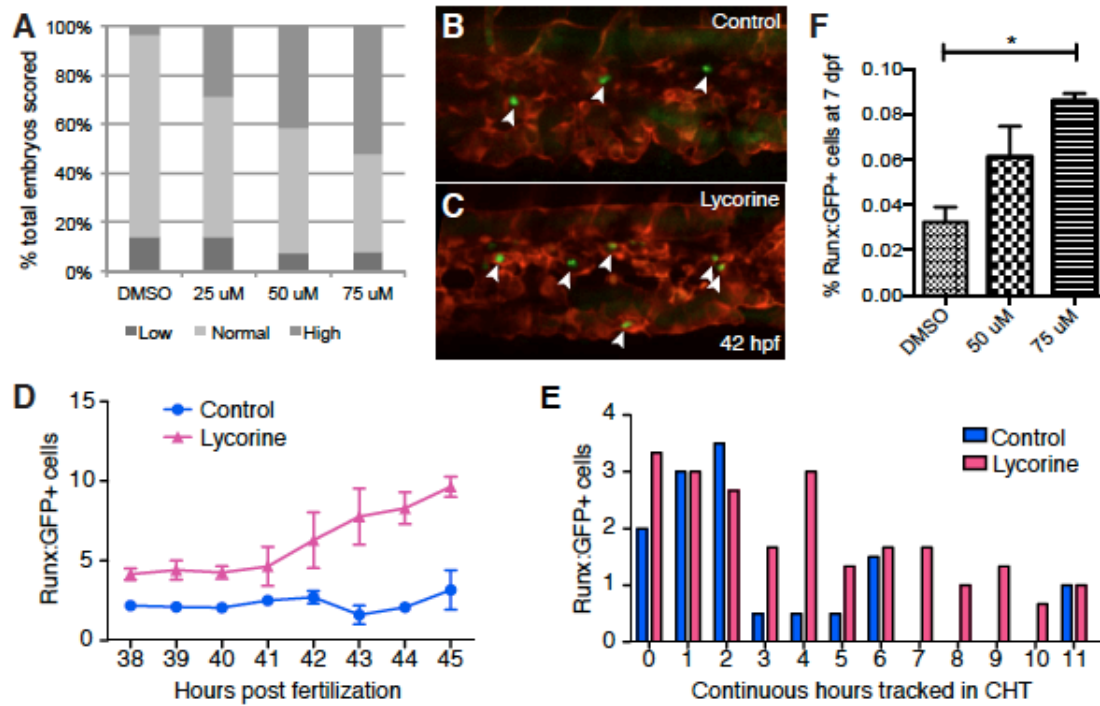 A
% total embryos scored
100%
80%
60%
40%
20%
0%
DMSO 25 uM 50 uM 75 uM
Low Normal High
B
Control
C
Lycorine
42 hpf
F
*
% Runx:GFP+ cells at 7 dpf
0.10
0.08
0.06
0.04
0.02
0.00
DMSO
50 uM
75 uM
D
Control
Lycorine
Runx:GFP+ cells
15
10
5
0
38 39 40 41 42 43 44 45
Hours post fertilization
E
Control
Lycorine
Runx:GFP+ cells
4
3
2
1
0
0 1 2 3 4 5 6 7 8 9 10 11
Continuous hours tracked in CHT